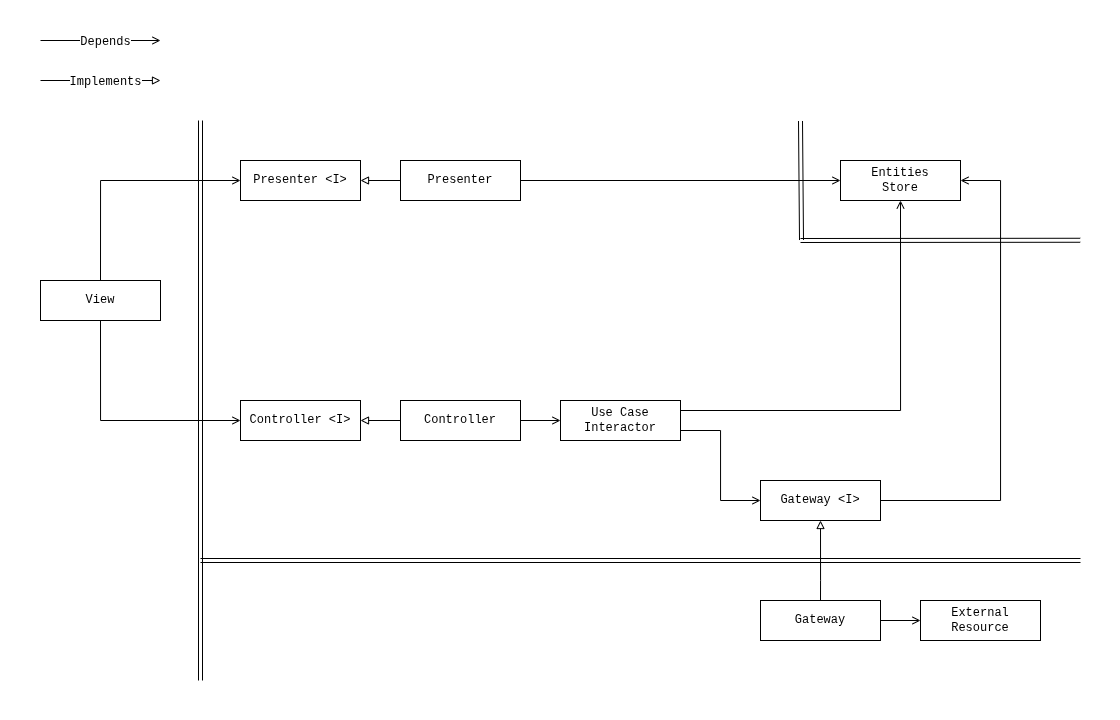 Depends
Implements
Presenter <I>
Presenter
Entities
Store
View
Controller <I>
Controller
Use Case
Interactor
Gateway <I>
Gateway
External
Resource